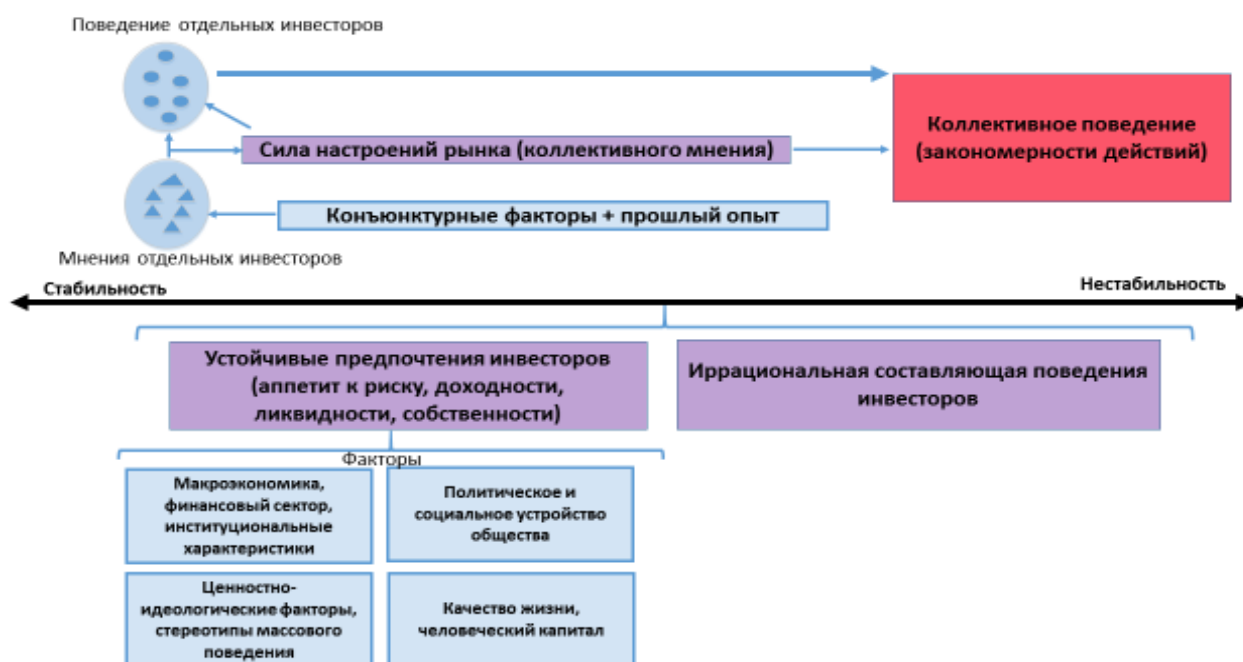 Поведение отдельных инвесторов
Коллективное поведение
(закономерности действий)
Сила настроений рынка (коллективного мнения)
Конъюнктурные факторы + прошлый опыт
Мнения отдельных инвесторов
Стабильность
Нестабильность
Устойчивые предпочтения инвесторов
(аппетит к риску, доходности,
ликвидности, собственности)
Иррациональная составляющая поведения
инвесторов
Факторы
Макроэкономика,
финансовый сектор,
институциональные
характеристики
Политическое и
социальное устройство
общества
Ценностно-
идеологические факторы,
стереотипы массового
поведения
Качество жизни,
человеческий капитал